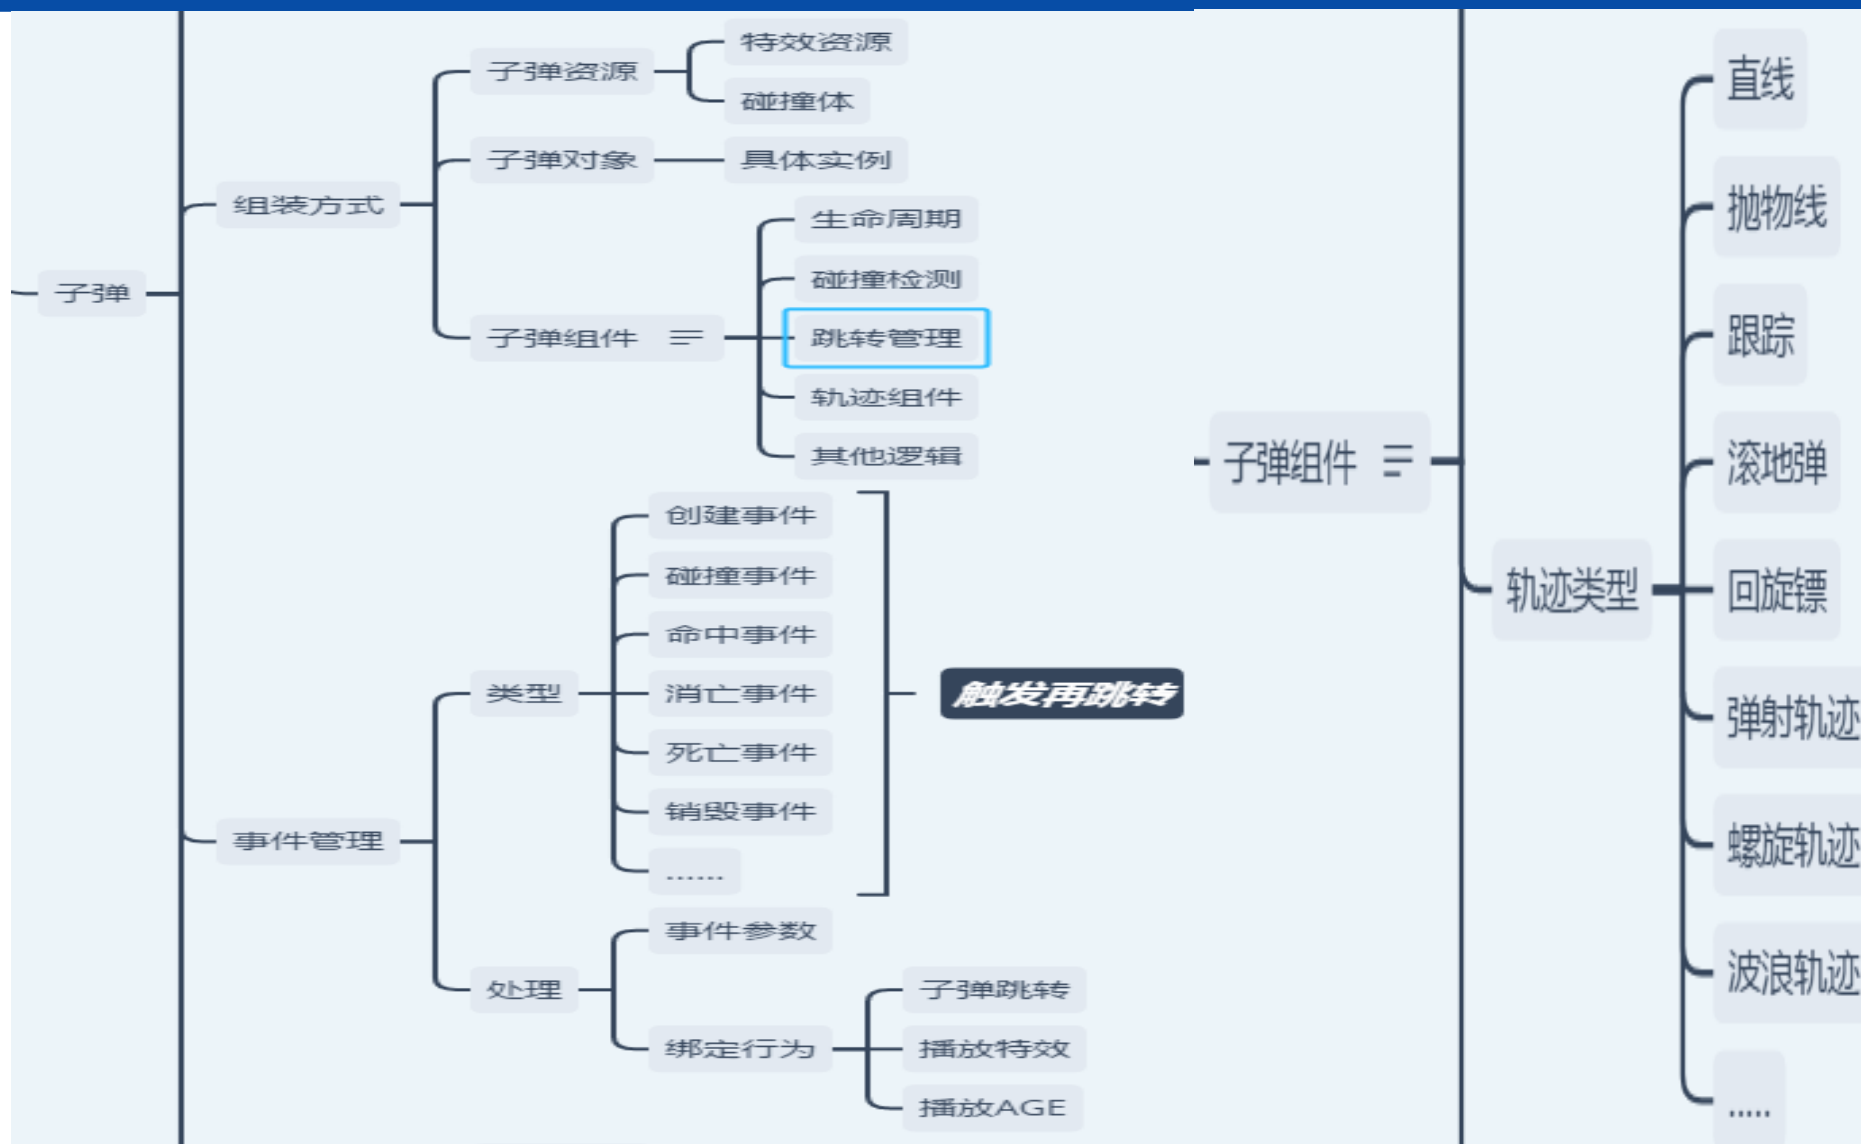 子弹
组装方式
子弹资源
特效资源
碰撞体
子弹对象
具体实例
子弹组件
生命周期
碰撞检测
跳转管理
轨迹组件
其他逻辑
事件管理
类型
创建事件
碰撞事件
命中事件
消亡事件
死亡事件
销毁事件
......
触发再跳转
处理
事件参数
绑定行为
子弹跳转
播放特效
播放AGE
子弹组件
轨迹类型
直线
抛物线
跟踪
滚地弹
回旋镖
弹射轨迹
螺旋轨迹
波浪轨迹
.....